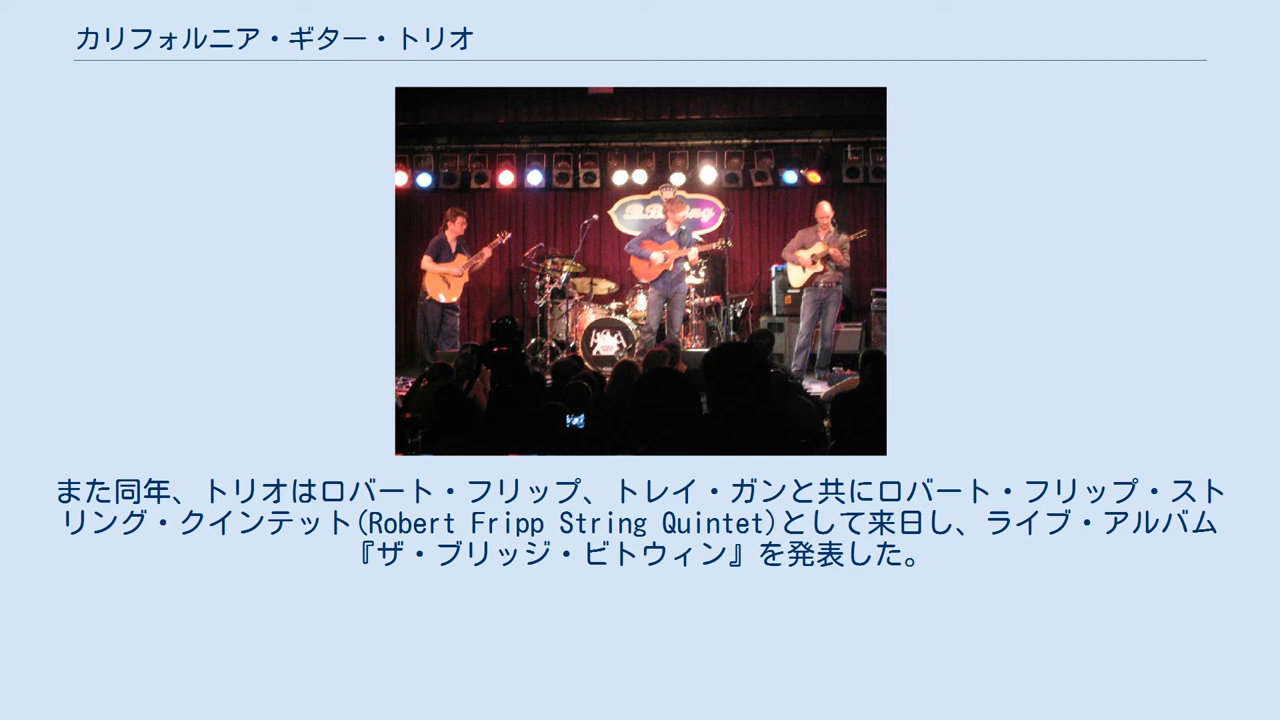 カリフォルニア・ギター・トリオ
また同年、トリオはロバート・フリップ、トレイ・ガンと共にロバート・フリップ・スト
リング・クインテット(Robert Fripp String Quintet)として来日し、ライブ・アルバム
『ザ・ブリッジ・ビトウィン』を発表した。